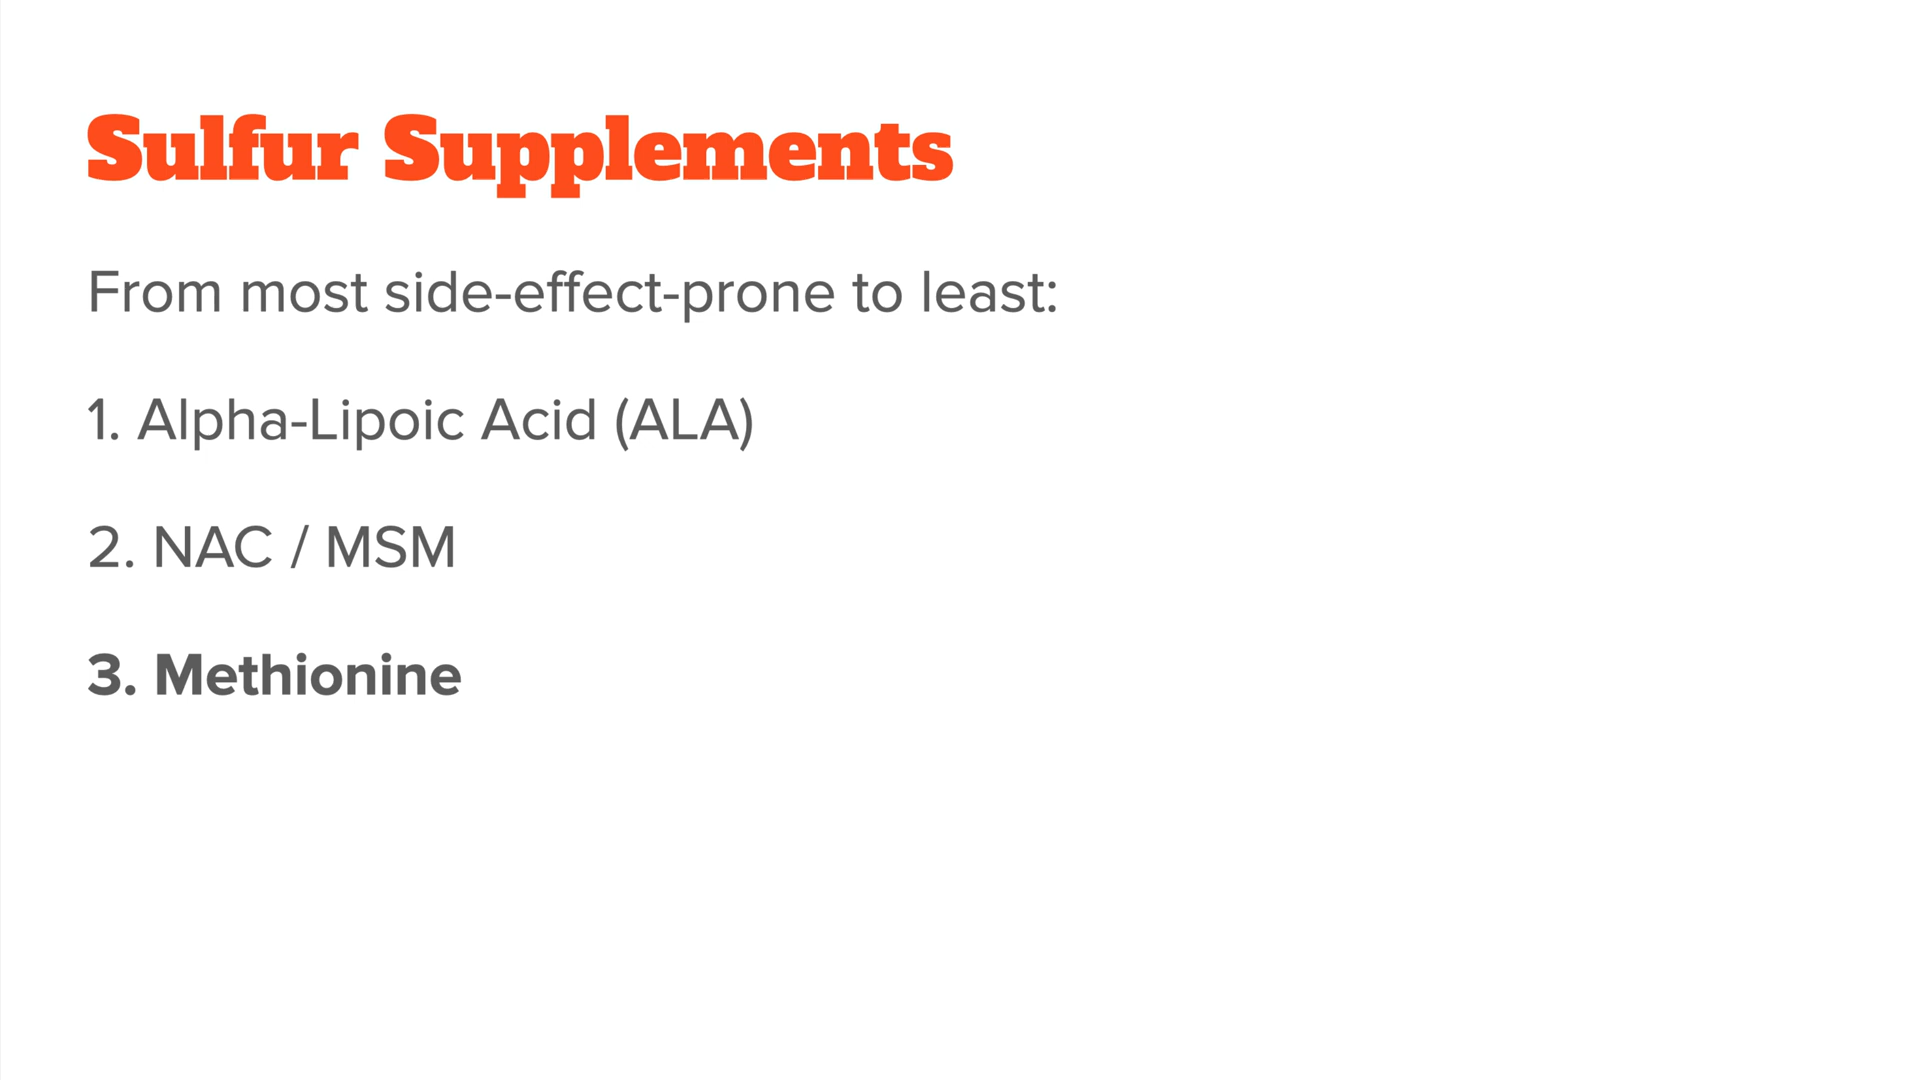 Sulfur Supplements
From most side-effect-prone to least:
1. Alpha-Lipoic Acid (ALA)
2. NAC / MSM
3. Methionine